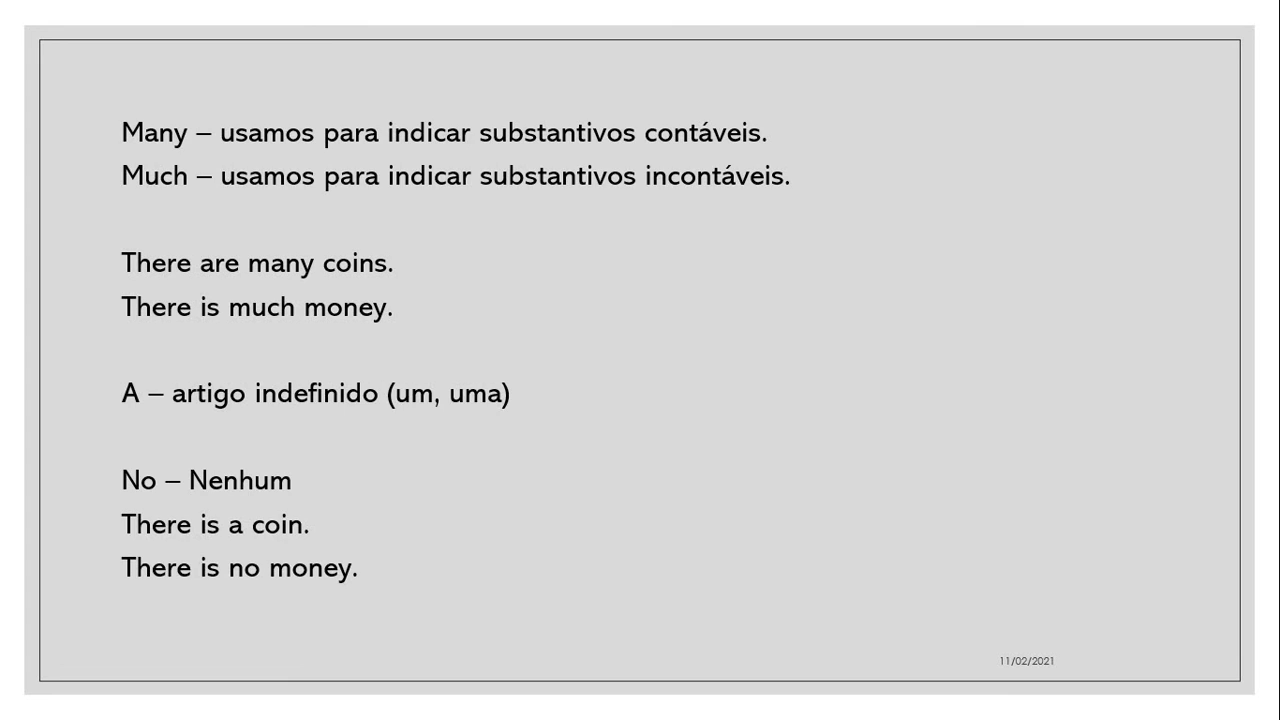 Many – usamos para indicar substantivos contáveis.
Much – usamos para indicar substantivos incontáveis.
There are many coins.
There is much money.
A – artigo indefinido (um, uma)
No – Nenhum
There is a coin.
There is no money.
11/02/2021